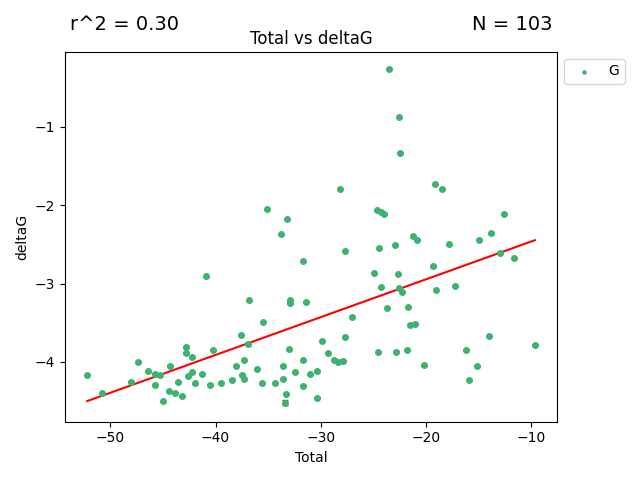 r^2 = 0.30
N = 103
Total vs deltaG
G
−1
−2
−3
−4
deltaG
−50
−40
−30
−20
−10
Total